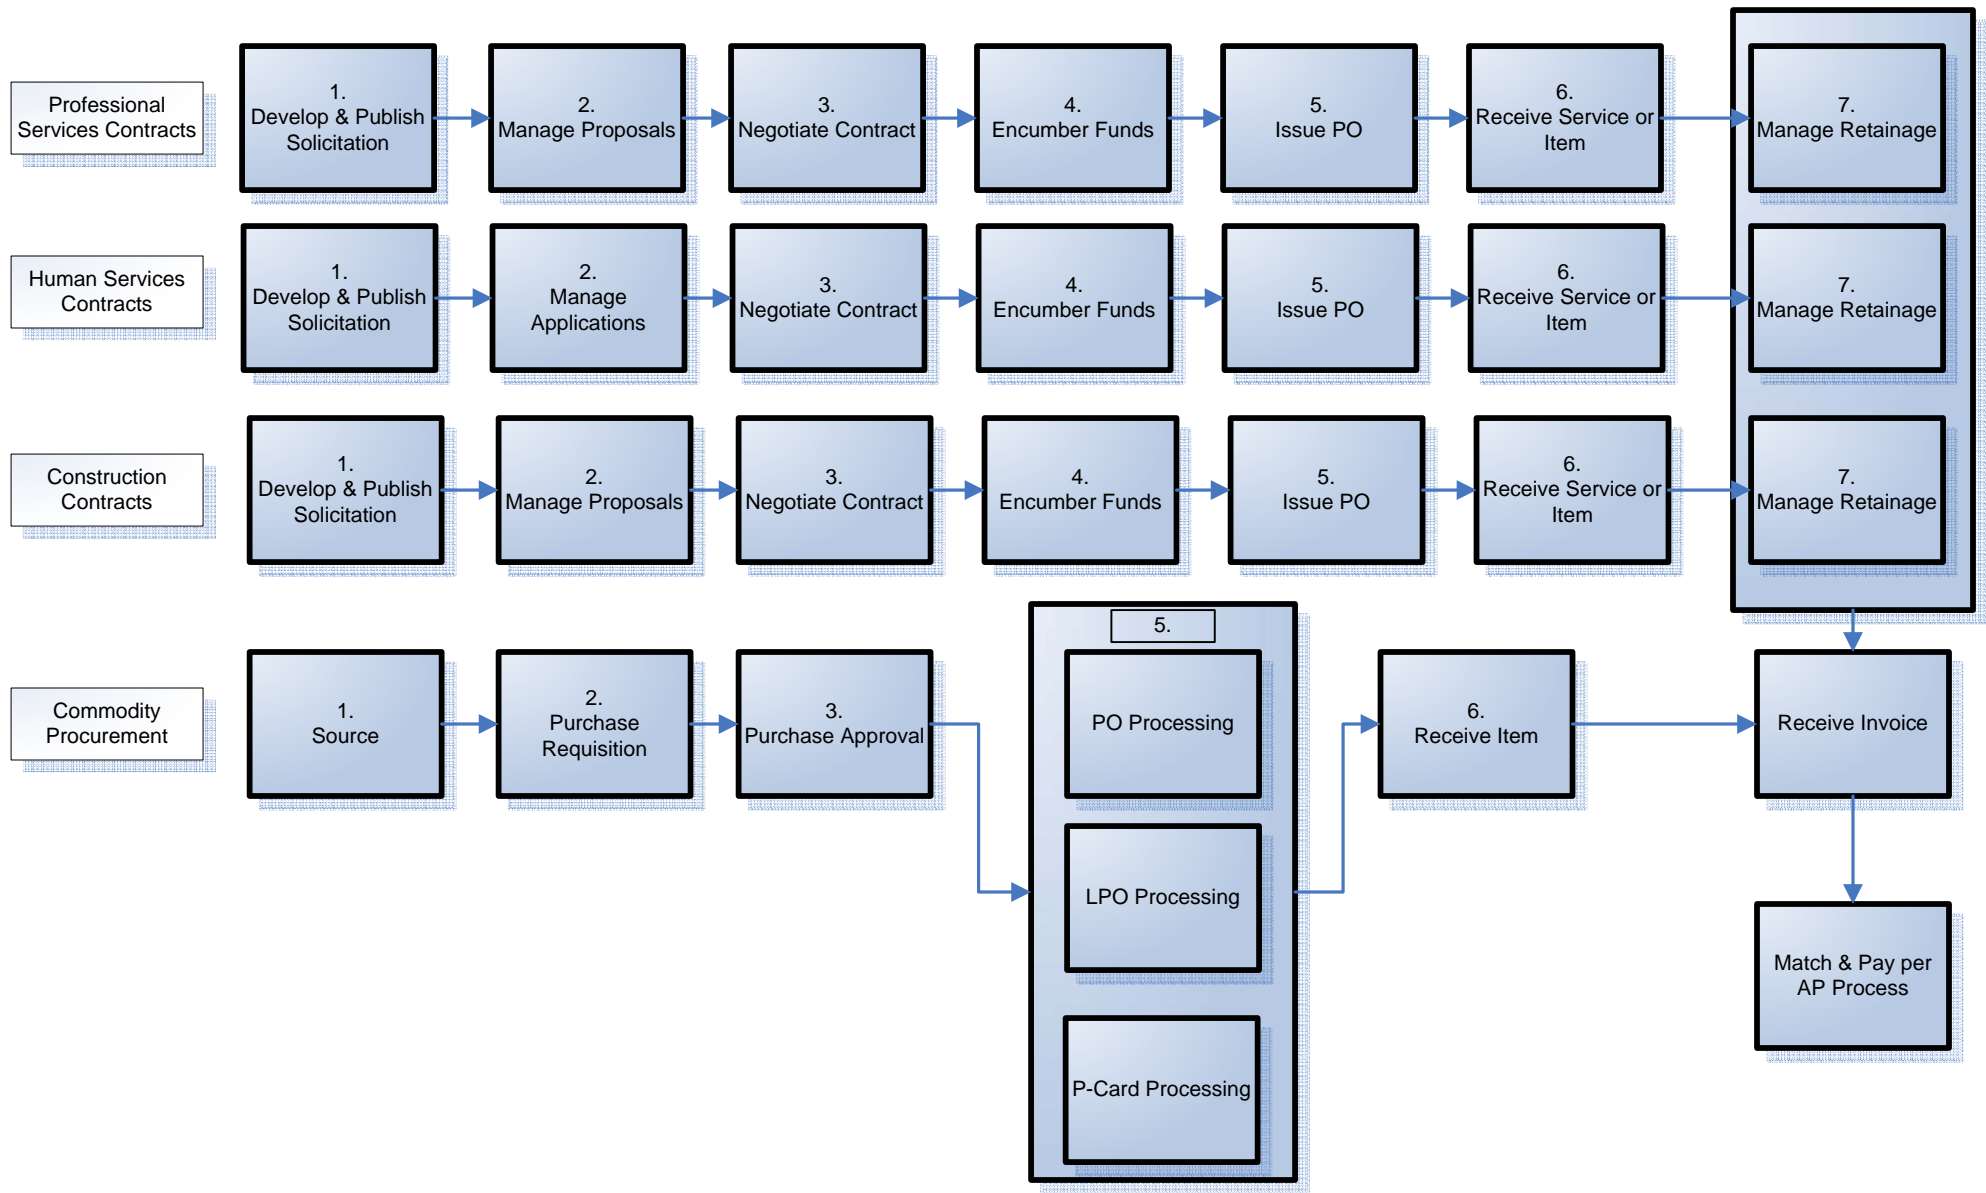 Professional
Services Contracts
1.
Develop & Publish
Solicitation
2.
Manage Proposals
3.
Negotiate Contract
4.
Encumber Funds
5.
Issue PO
6.
Receive Service or
Item
7.
Manage Retainage
Human Services
Contracts
1.
Develop & Publish
Solicitation
2.
Manage
Applications
3.
Negotiate Contract
4.
Encumber Funds
5.
Issue PO
6.
Receive Service or
Item
7.
Manage Retainage
Construction
Contracts
1.
Develop & Publish
Solicitation
2.
Manage Proposals
3.
Negotiate Contract
4.
Encumber Funds
5.
Issue PO
6.
Receive Service or
Item
7.
Manage Retainage
Commodity
Procurement
1.
Source
2.
Purchase
Requisition
3.
Purchase Approval
5.
PO Processing
LPO Processing
P-Card Processing
6.
Receive Item
Receive Invoice
Match & Pay per
AP Process